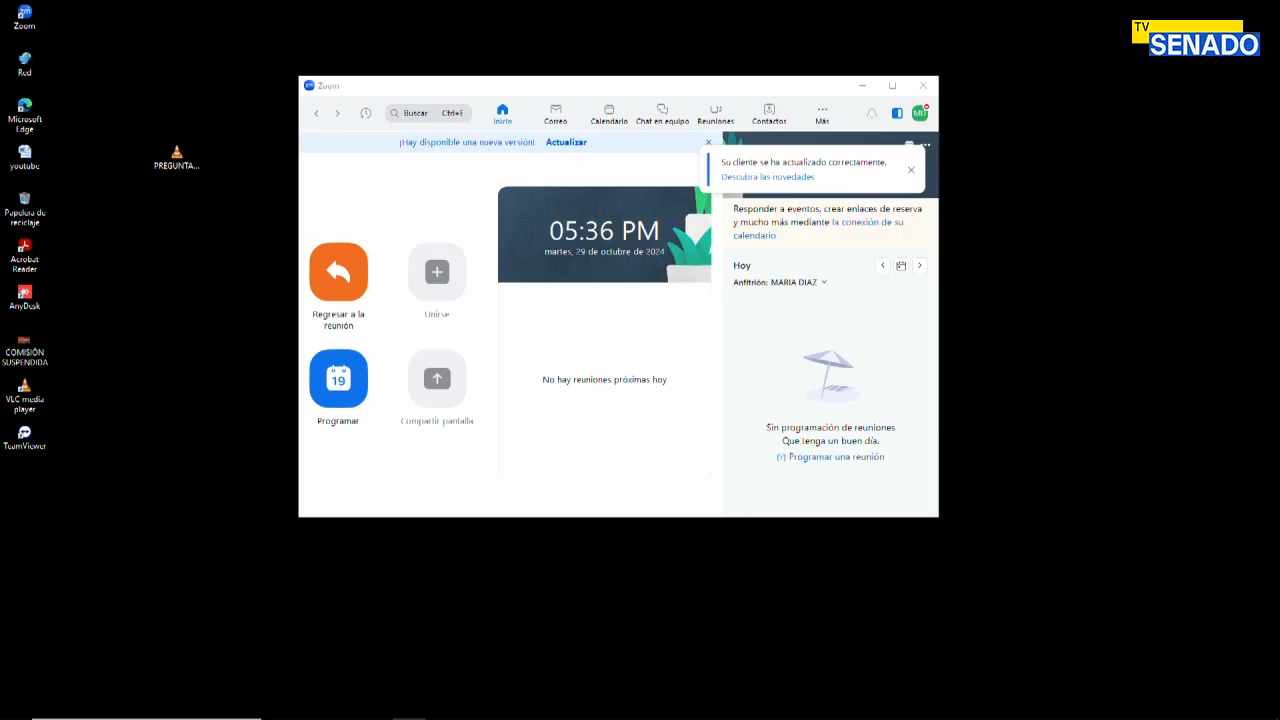 Zoom
Red
Microsoft
Edge
youtube
Papelera de
reciclaje
Acrobat
Reader
AnyDesk
COMISIÓN
SUSPENDIDA
VLC media
player
TeamViewer
PREGUNTA...
TV
SENADO
Zoom
Buscar Ctrl+F
Inicio
Correo
Calendario
Chat en equipo
Reuniones
Contactos
Más
MD
¡Hay disponible una nueva versión! Actualizar
Su cliente se ha actualizado correctamente.
Descubra las novedades
05:36 PM
martes, 29 de octubre de 2024
Regresar a la
reunión
Unirse
19
Programar
Compartir pantalla
No hay reuniones próximas hoy
Responder a eventos, crear enlaces de reserva
y mucho más mediante la conexión de su
calendario
Hoy
Anfitrión: MARIA DIAZ
Sin programación de reuniones
Que tenga un buen día.
Programar una reunión